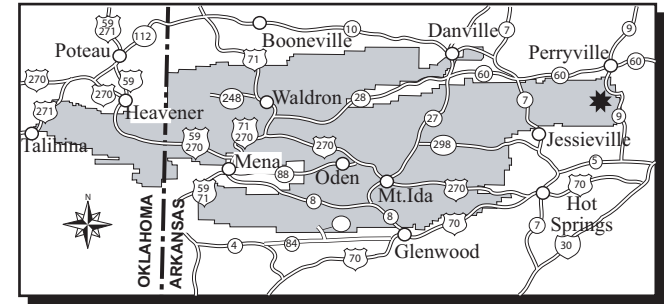 59
271
112
10
Danville
7
9
Poteau
Booneville
Perryville
71
60
60
60
270
59
270
28
248
Waldron
7
271
Heavener
27
9
Talihina
59
270
71
270
270
298
Jessieville
Mena
88
Oden
5
59
71
Mt.Ida
270
70
8
Hot
Springs
N
8
70
7
OKLAHOMA
ARKANSAS
4
84
Glenwood
30
70